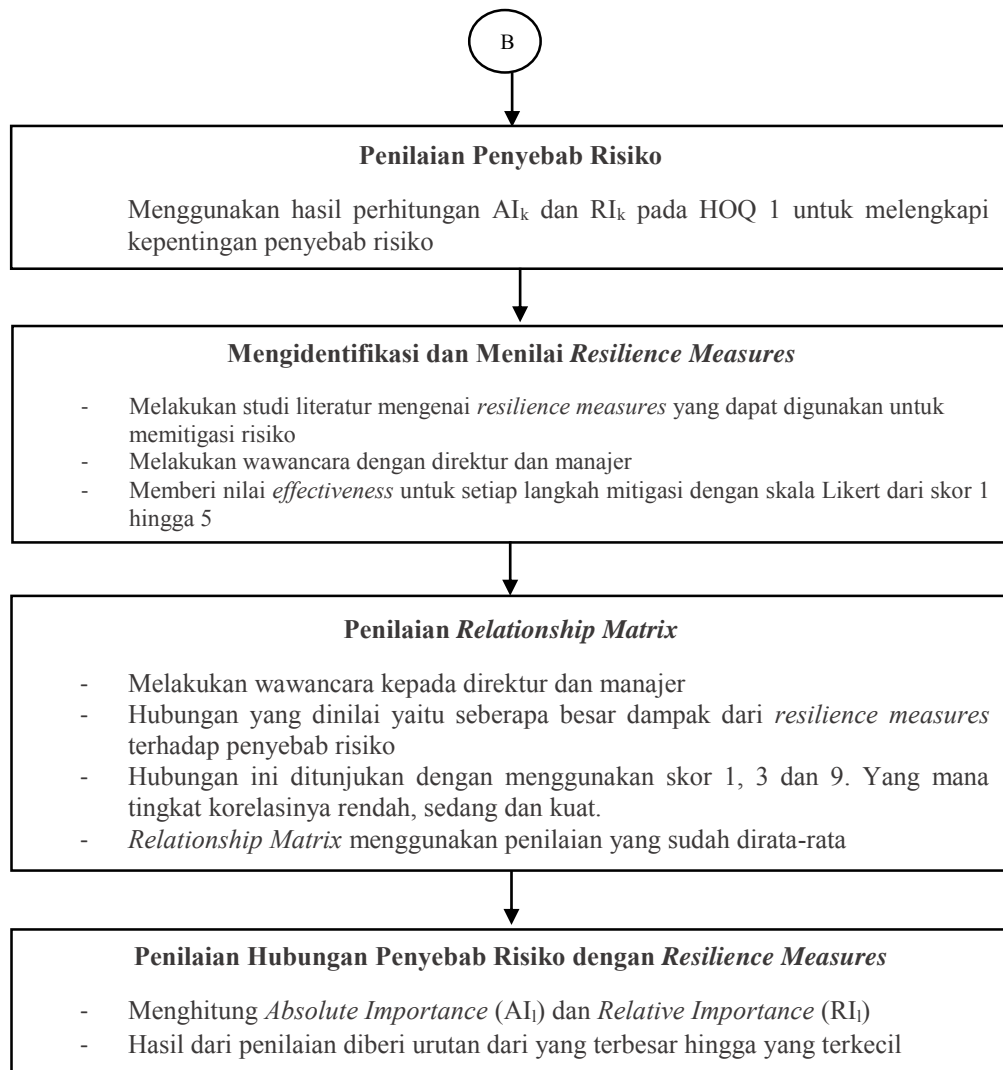 B
Penilaian Penyebab Risiko
Menggunakan hasil perhitungan AIₖ dan RIₖ pada HOQ 1 untuk melengkapi
kepentingan penyebab risiko
Mengidentifikasi dan Menilai Resilience Measures
- Melakukan studi literatur mengenai resilience measures yang dapat digunakan untuk
memitigasi risiko
- Melakukan wawancara dengan direktur dan manajer
- Memberi nilai effectiveness untuk setiap langkah mitigasi dengan skala Likert dari skor 1
hingga 5
Penilaian Relationship Matrix
- Melakukan wawancara kepada direktur dan manajer
- Hubungan yang dinilai yaitu seberapa besar dampak dari resilience measures
terhadap penyebab risiko
- Hubungan ini ditunjukan dengan menggunakan skor 1, 3 dan 9. Yang mana
tingkat korelasinya rendah, sedang dan kuat.
- Relationship Matrix menggunakan penilaian yang sudah dirata-rata
Penilaian Hubungan Penyebab Risiko dengan Resilience Measures
- Menghitung Absolute Importance (AIₗ) dan Relative Importance (RIₗ)
- Hasil dari penilaian diberi urutan dari yang terbesar hingga yang terkecil